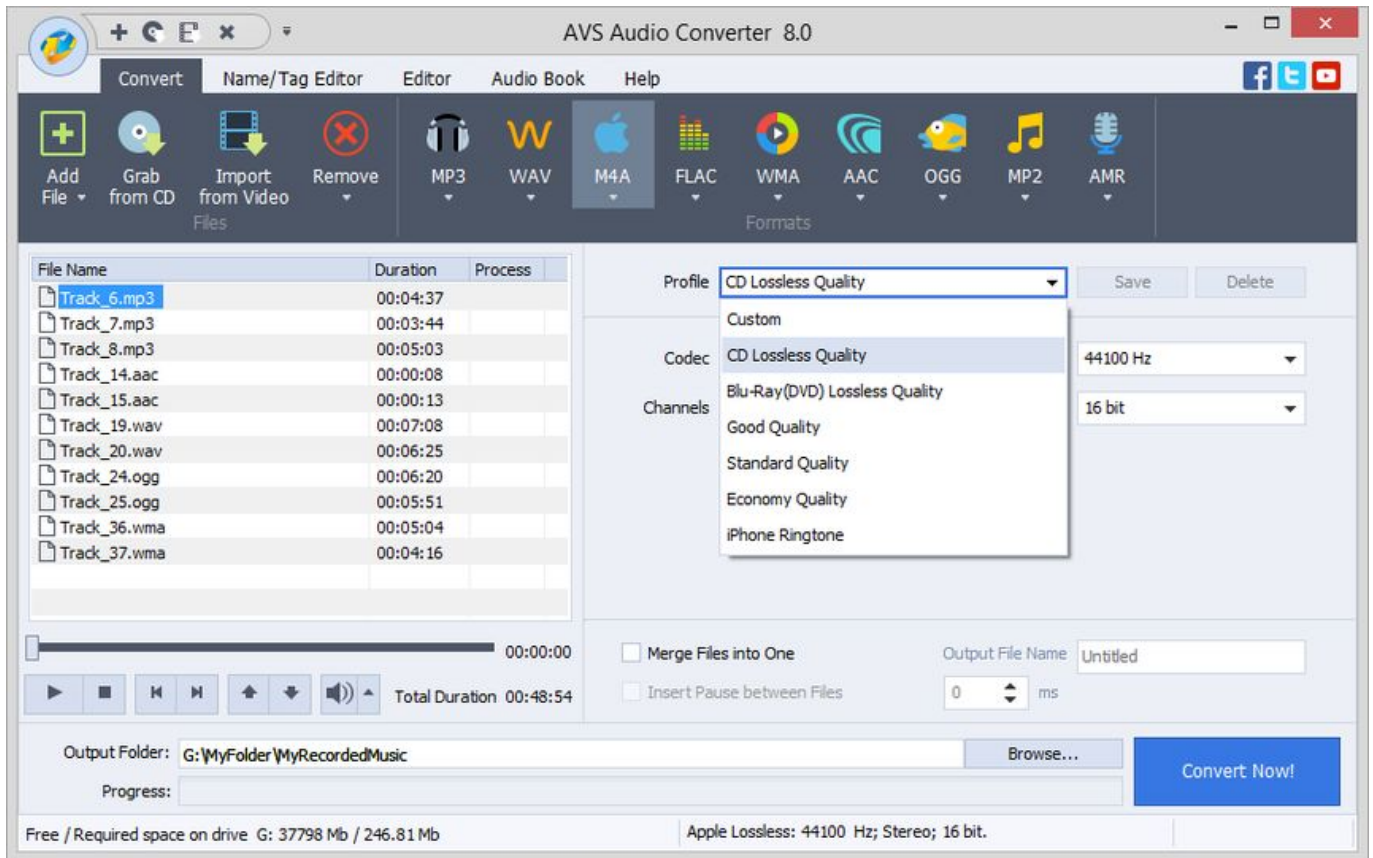 AVS Audio Converter 8.0
Convert Name/Tag Editor Editor Audio Book Help
Add File
Grab from CD
Import from Video
Remove
MP3 WAV M4A FLAC WMA AAC OGG MP2 AMR
Files Formats
File Name Duration Process
Track_6.mp3 00:04:37
Track_7.mp3 00:03:44
Track_8.mp3 00:05:03
Track_14.aac 00:00:08
Track_15.aac 00:00:13
Track_19.wav 00:07:08
Track_20.wav 00:06:25
Track_24.ogg 00:06:20
Track_25.ogg 00:05:51
Track_36.wma 00:05:04
Track_37.wma 00:04:16
00:00:00
Total Duration 00:48:54
Profile CD Lossless Quality Save Delete
Custom
Codec CD Lossless Quality 44100 Hz
Blu-Ray(DVD) Lossless Quality
Channels 16 bit
Good Quality
Standard Quality
Economy Quality
iPhone Ringtone
Merge Files into One Output File Name Untitled
Insert Pause between Files 0 ms
Output Folder: G:\MyFolder\MyRecordedMusic Browse...
Convert Now!
Progress:
Free / Required space on drive G: 37798 Mb / 246.81 Mb Apple Lossless: 44100 Hz; Stereo; 16 bit.